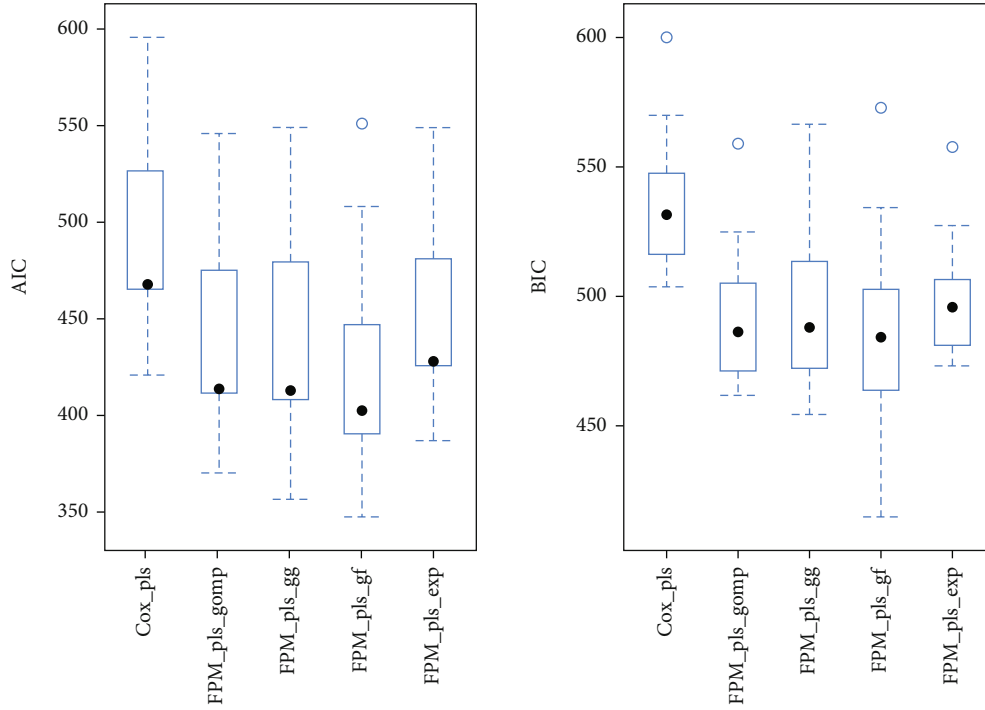 AIC
600
550
500
450
400
350
Cox_pls
FPM_pls_gomp
FPM_pls_gg
FPM_pls_gf
FPM_pls_exp
BIC
600
550
500
450
Cox_pls
FPM_pls_gomp
FPM_pls_gg
FPM_pls_gf
FPM_pls_exp